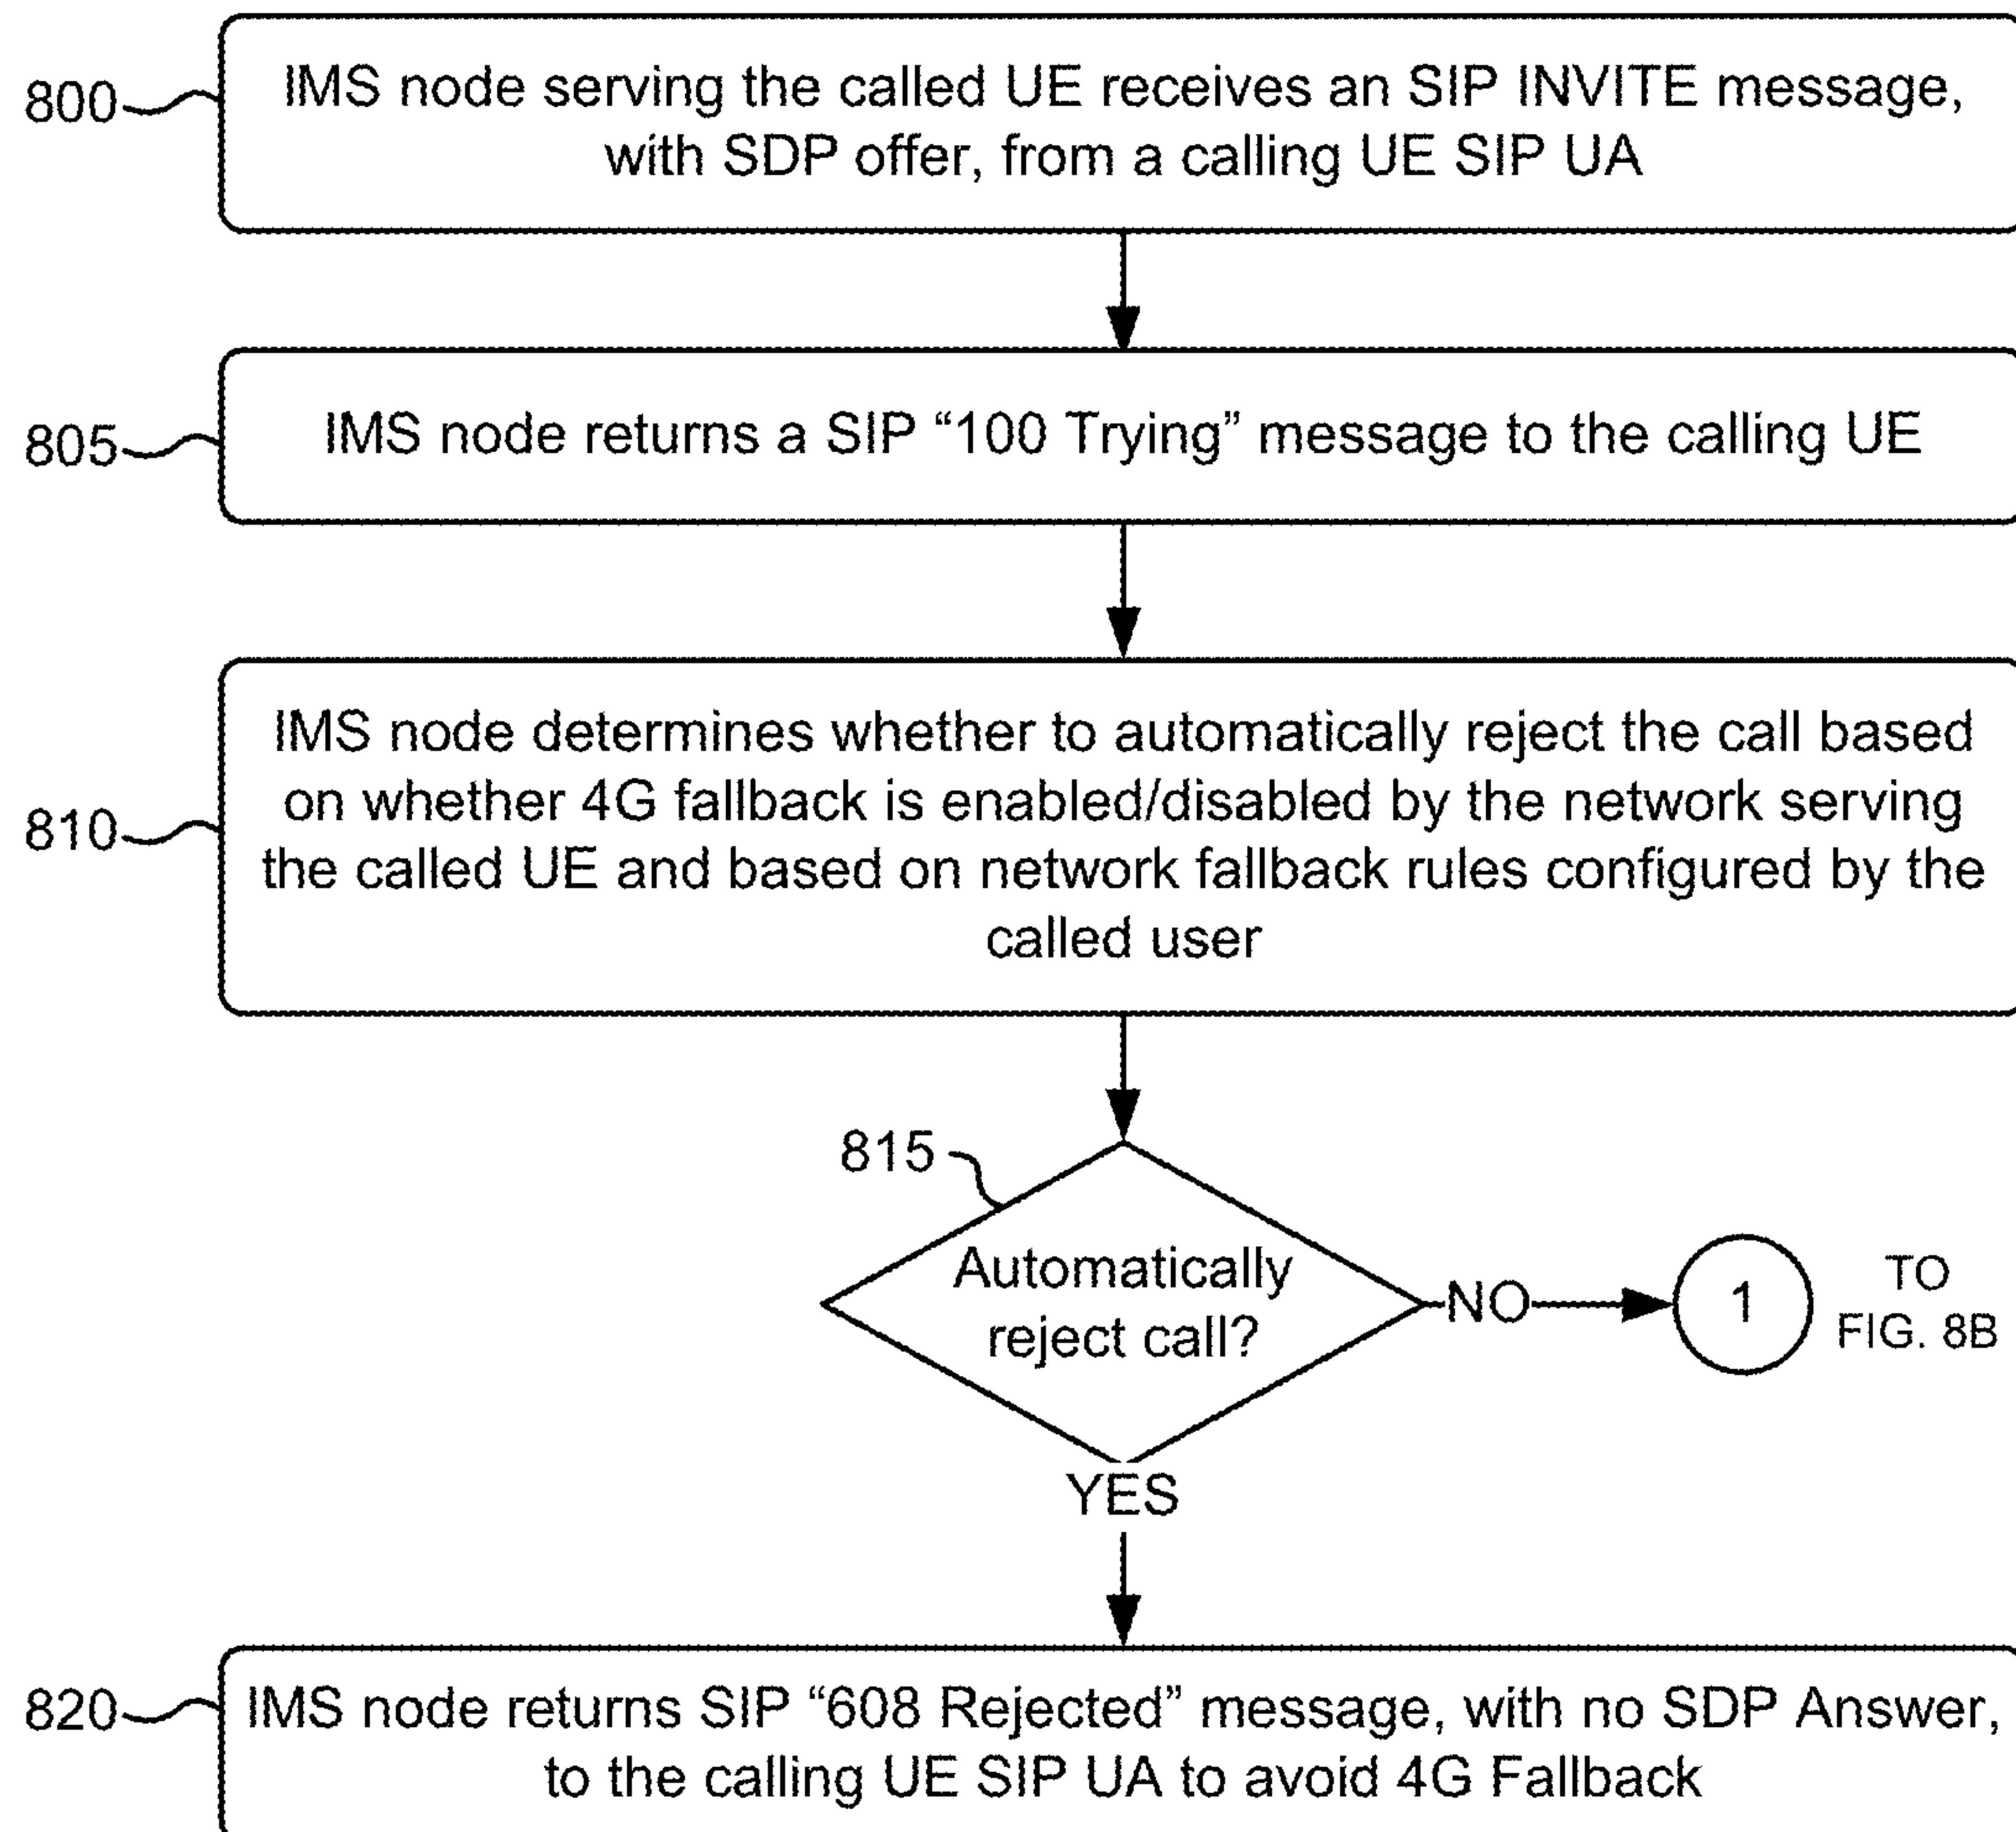 800
IMS node serving the called UE receives an SIP INVITE message,
with SDP offer, from a calling UE SIP UA
805
IMS node returns a SIP “100 Trying” message to the calling UE
810
IMS node determines whether to automatically reject the call based
on whether 4G fallback is enabled/disabled by the network serving
the called UE and based on network fallback rules configured by the
called user
815
Automatically
reject call?
NO
1
TO
FIG. 8B
YES
820
IMS node returns SIP “608 Rejected” message, with no SDP Answer,
to the calling UE SIP UA to avoid 4G Fallback